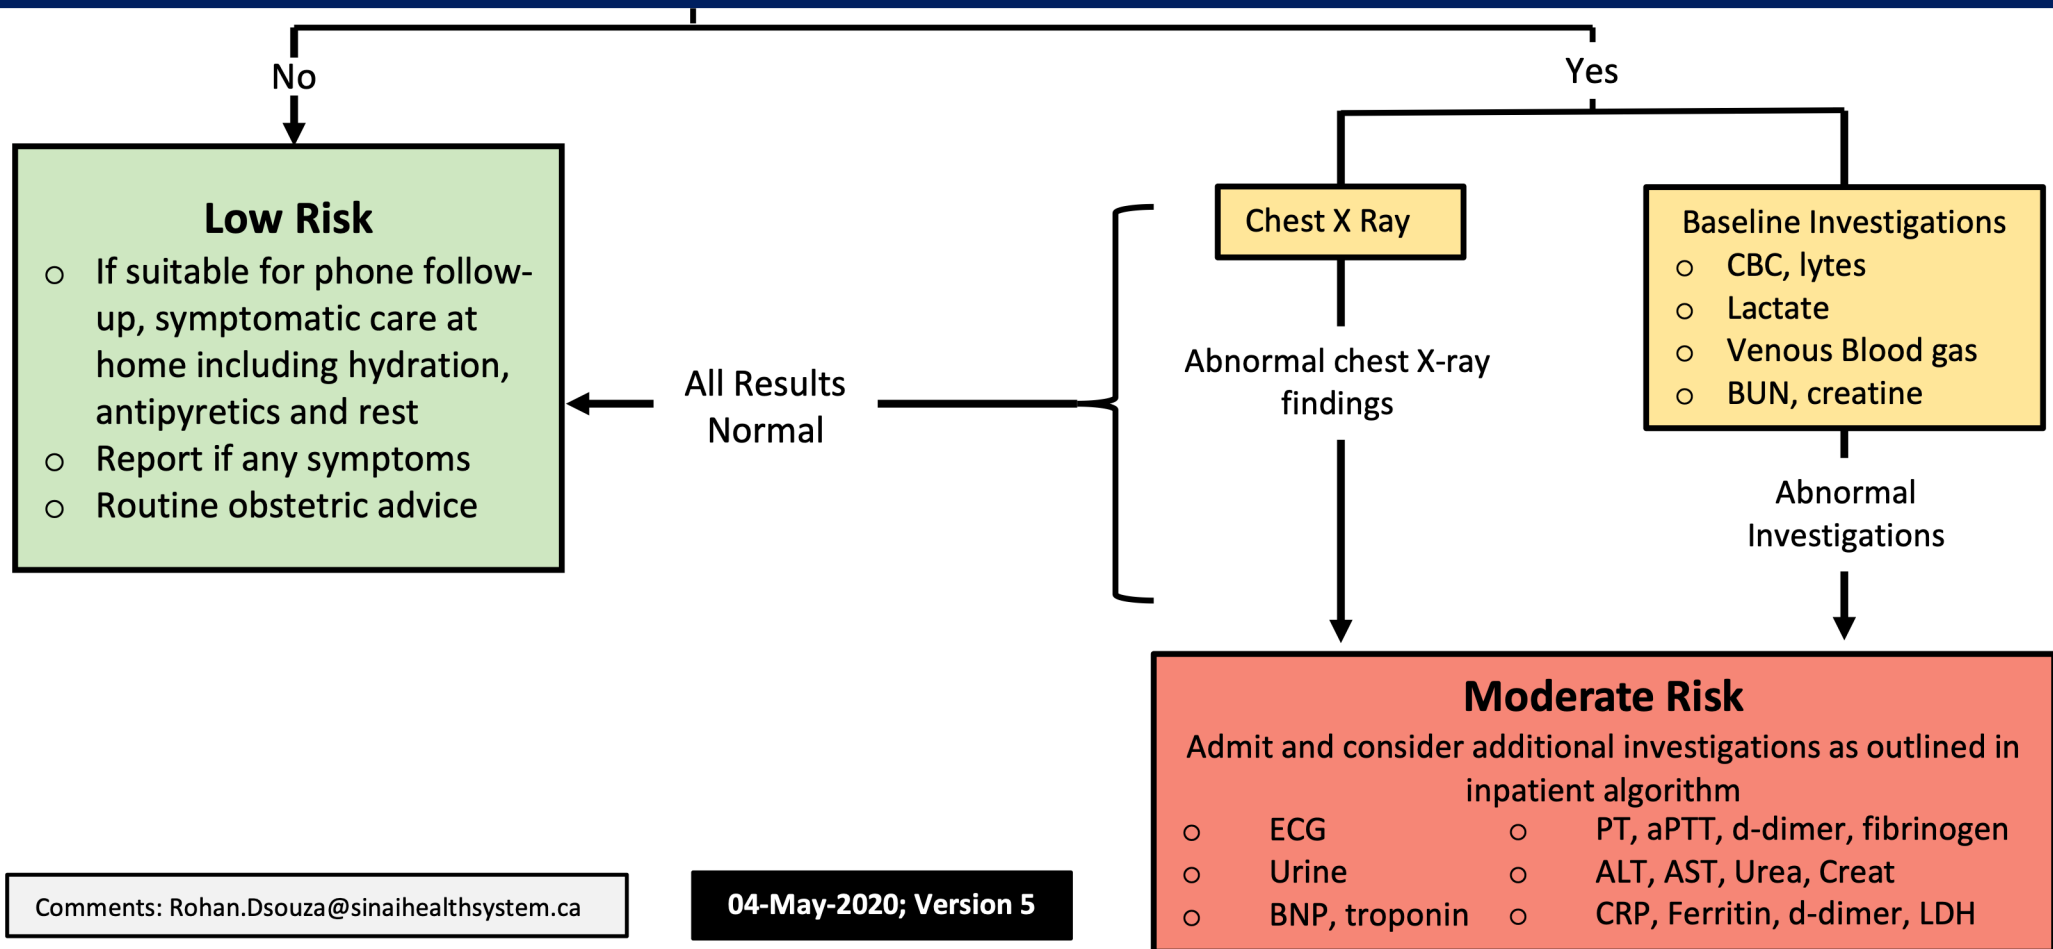 No
Yes
Low Risk
○ If suitable for phone follow-
up, symptomatic care at
home including hydration,
antipyretics and rest
○ Report if any symptoms
○ Routine obstetric advice
All Results
Normal
Chest X Ray
Abnormal chest X-ray
findings
Baseline Investigations
○ CBC, lytes
○ Lactate
○ Venous Blood gas
○ BUN, creatine
Abnormal
Investigations
Moderate Risk
Admit and consider additional investigations as outlined in
inpatient algorithm
○ ECG
○ Urine
○ BNP, troponin
○ PT, aPTT, d-dimer, fibrinogen
○ ALT, AST, Urea, Creat
○ CRP, Ferritin, d-dimer, LDH
Comments: Rohan.Dsouza@sinaihealthsystem.ca
04-May-2020; Version 5